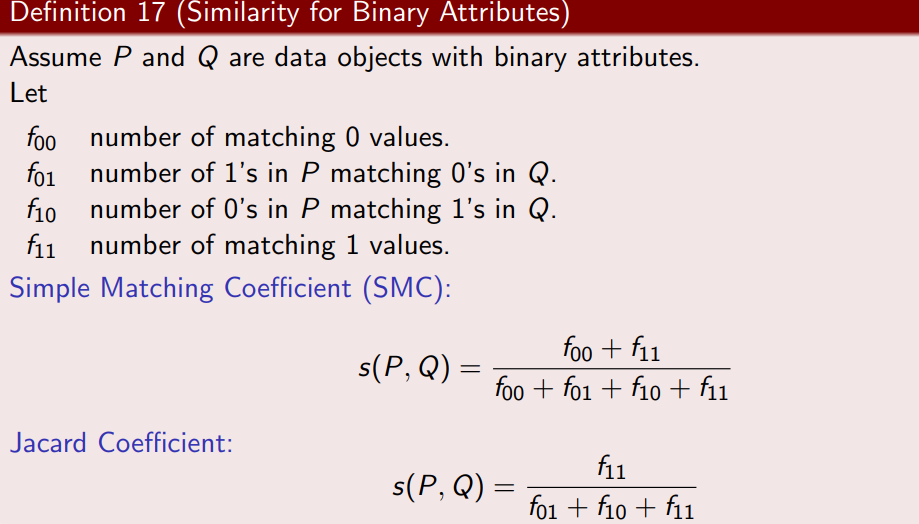 Definition 17 (Similarity for Binary Attributes)
Assume P and Q are data objects with binary attributes.
Let
f₀₀ number of matching 0 values.
f₀₁ number of 1's in P matching 0's in Q.
f₁₀ number of 0's in P matching 1's in Q.
f₁₁ number of matching 1 values.
Simple Matching Coefficient (SMC):
s(P, Q) = (f₀₀ + f₁₁) / (f₀₀ + f₀₁ + f₁₀ + f₁₁)
Jacard Coefficient:
s(P, Q) = f₁₁ / (f₀₁ + f₁₀ + f₁₁)